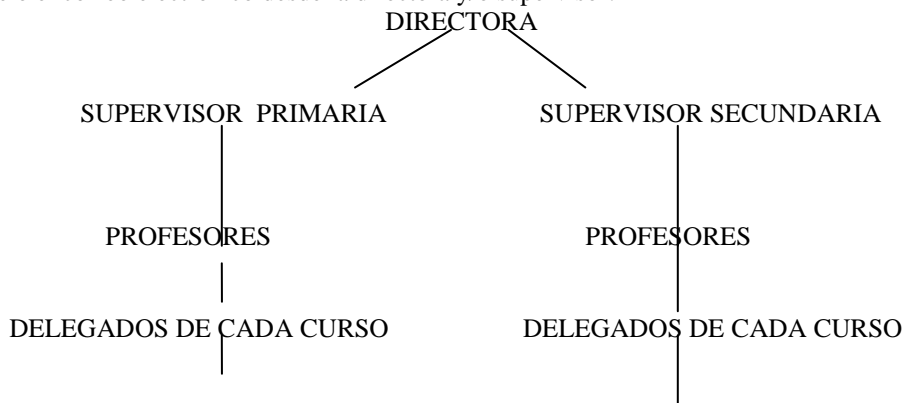 DIRECTORA
SUPERVISOR PRIMARIA SUPERVISOR SECUNDARIA
PROFESORES PROFESORES
DELEGADOS DE CADA CURSO DELEGADOS DE CADA CURSO